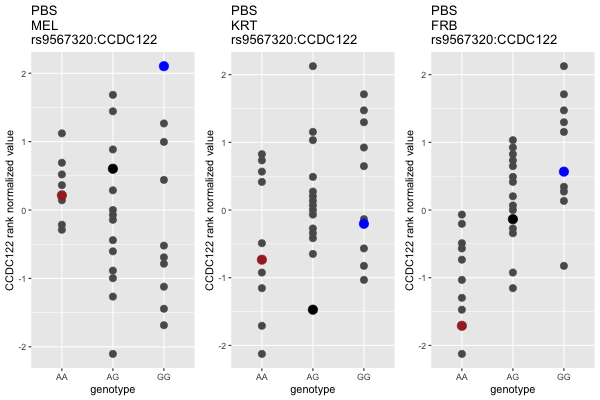 PBS
MEL
rs9567320:CCDC122
CCDC122 rank normalized value
2
1
0
-1
-2
AA AG GG
genotype
PBS
KRT
rs9567320:CCDC122
CCDC122 rank normalized value
2
1
0
-1
-2
AA AG GG
genotype
PBS
FRB
rs9567320:CCDC122
CCDC122 rank normalized value
2
1
0
-1
-2
AA AG GG
genotype